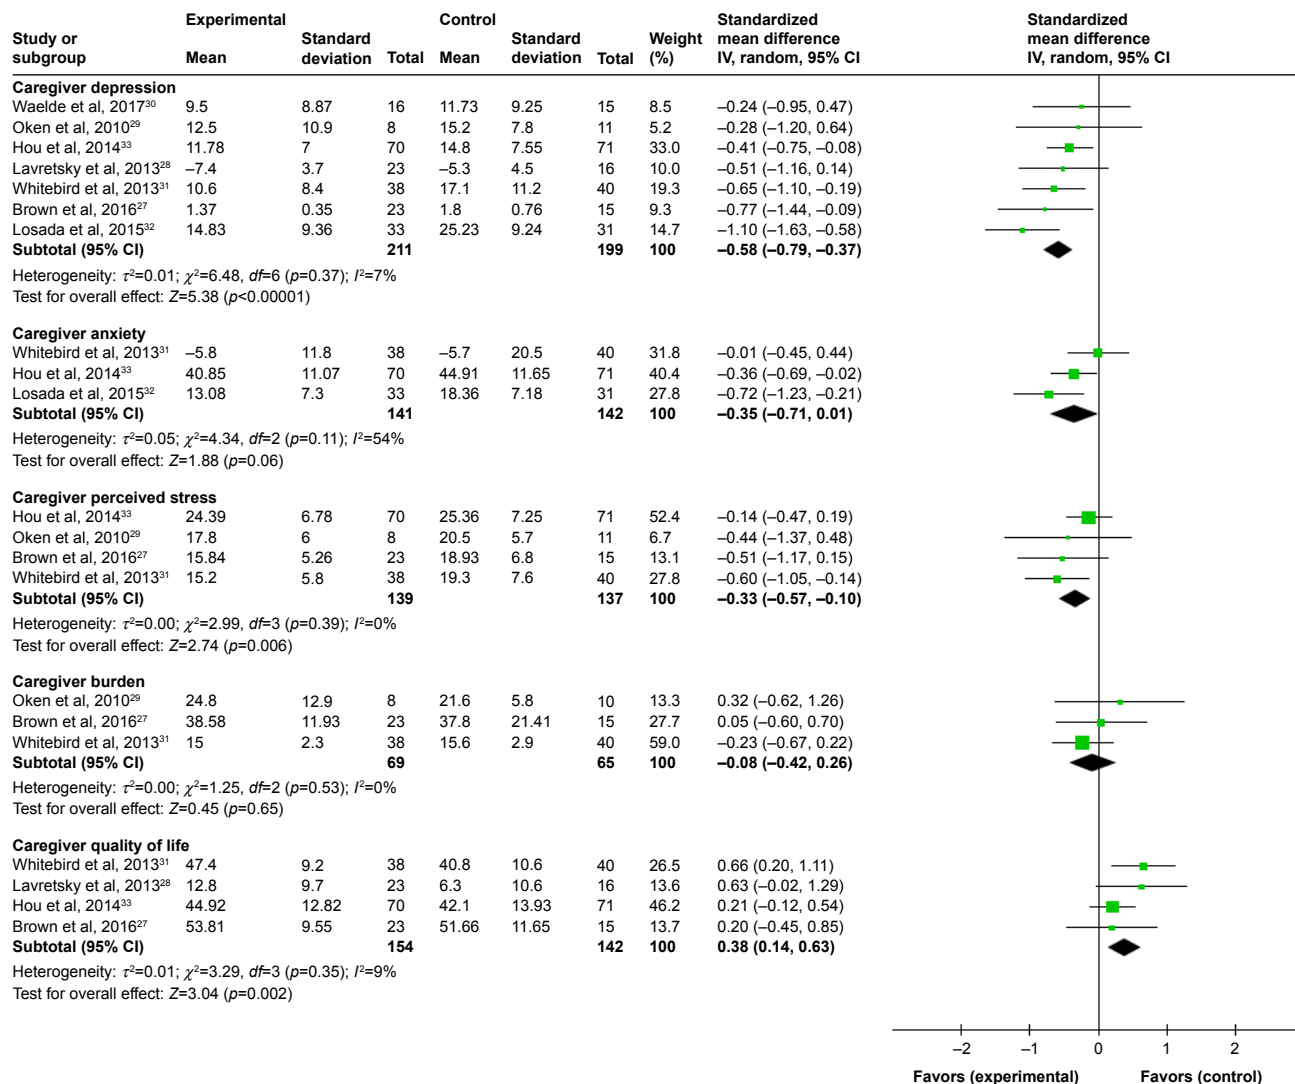 Experimental Control Standardized Standardized
Study or Standard Standard Weight mean difference mean difference
subgroup Mean deviation Total Mean deviation Total (%) IV, random, 95% CI IV, random, 95% CI
Caregiver depression
Waelde et al, 2017³⁰ 9.5 8.87 16 11.73 9.25 15 8.5 –0.24 (–0.95, 0.47)
Oken et al, 2010²⁹ 12.5 10.9 8 15.2 7.8 11 5.2 –0.28 (–1.20, 0.64)
Hou et al, 2014³³ 11.78 7 70 14.8 7.55 71 33.0 –0.41 (–0.75, –0.08)
Lavretsky et al, 2013²⁸ –7.4 3.7 23 –5.3 4.5 16 10.0 –0.51 (–1.16, 0.14)
Whitebird et al, 2013³¹ 10.6 8.4 38 17.1 11.2 40 19.3 –0.65 (–1.10, –0.19)
Brown et al, 2016²⁷ 1.37 0.35 23 1.8 0.76 15 9.3 –0.77 (–1.44, –0.09)
Losada et al, 2015³² 14.83 9.36 33 25.23 9.24 31 14.7 –1.10 (–1.63, –0.58)
Subtotal (95% CI) 211 199 100 –0.58 (–0.79, –0.37)
Heterogeneity: τ²=0.01; χ²=6.48, df=6 (p=0.37); I²=7%
Test for overall effect: Z=5.38 (p<0.00001)
Caregiver anxiety
Whitebird et al, 2013³¹ –5.8 11.8 38 –5.7 20.5 40 31.8 –0.01 (–0.45, 0.44)
Hou et al, 2014³³ 40.85 11.07 70 44.91 11.65 71 40.4 –0.36 (–0.69, –0.02)
Losada et al, 2015³² 13.08 7.3 33 18.36 7.18 31 27.8 –0.72 (–1.23, –0.21)
Subtotal (95% CI) 141 142 100 –0.35 (–0.71, 0.01)
Heterogeneity: τ²=0.05; χ²=4.34, df=2 (p=0.11); I²=54%
Test for overall effect: Z=1.88 (p=0.06)
Caregiver perceived stress
Hou et al, 2014³³ 24.39 6.78 70 25.36 7.25 71 52.4 –0.14 (–0.47, 0.19)
Oken et al, 2010²⁹ 17.8 6 8 20.5 5.7 11 6.7 –0.44 (–1.37, 0.48)
Brown et al, 2016²⁷ 15.84 5.26 23 18.93 6.8 15 13.1 –0.51 (–1.17, 0.15)
Whitebird et al, 2013³¹ 15.2 5.8 38 19.3 7.6 40 27.8 –0.60 (–1.05, –0.14)
Subtotal (95% CI) 139 137 100 –0.33 (–0.57, –0.10)
Heterogeneity: τ²=0.00; χ²=2.99, df=3 (p=0.39); I²=0%
Test for overall effect: Z=2.74 (p=0.006)
Caregiver burden
Oken et al, 2010²⁹ 24.8 12.9 8 21.6 5.8 10 13.3 0.32 (–0.62, 1.26)
Brown et al, 2016²⁷ 38.58 11.93 23 37.8 21.41 15 27.7 0.05 (–0.60, 0.70)
Whitebird et al, 2013³¹ 15 2.3 38 15.6 2.9 40 59.0 –0.23 (–0.67, 0.22)
Subtotal (95% CI) 69 65 100 –0.08 (–0.42, 0.26)
Heterogeneity: τ²=0.00; χ²=1.25, df=2 (p=0.53); I²=0%
Test for overall effect: Z=0.45 (p=0.65)
Caregiver quality of life
Whitebird et al, 2013³¹ 47.4 9.2 38 40.8 10.6 40 26.5 0.66 (0.20, 1.11)
Lavretsky et al, 2013²⁸ 12.8 9.7 23 6.3 10.6 16 13.6 0.63 (–0.02, 1.29)
Hou et al, 2014³³ 44.92 12.82 70 42.1 13.93 71 46.2 0.21 (–0.12, 0.54)
Brown et al, 2016²⁷ 53.81 9.55 23 51.66 11.65 15 13.7 0.20 (–0.45, 0.85)
Subtotal (95% CI) 154 142 100 0.38 (0.14, 0.63)
Heterogeneity: τ²=0.01; χ²=3.29, df=3 (p=0.35); I²=9%
Test for overall effect: Z=3.04 (p=0.002)
–2 –1 0 1 2
Favors (experimental) Favors (control)